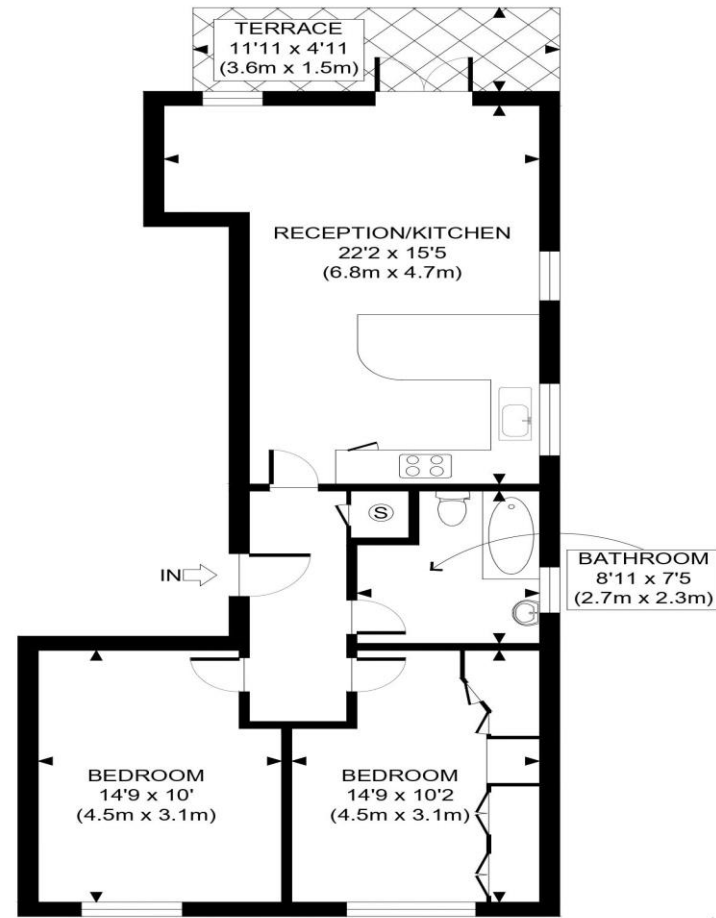 TERRACE
11'11 x 4'11
(3.6m x 1.5m)
RECEPTION/KITCHEN
22'2 x 15'5
(6.8m x 4.7m)
S
IN
BATHROOM
8'11 x 7'5
(2.7m x 2.3m)
BEDROOM
14'9 x 10'
(4.5m x 3.1m)
BEDROOM
14'9 x 10'2
(4.5m x 3.1m)